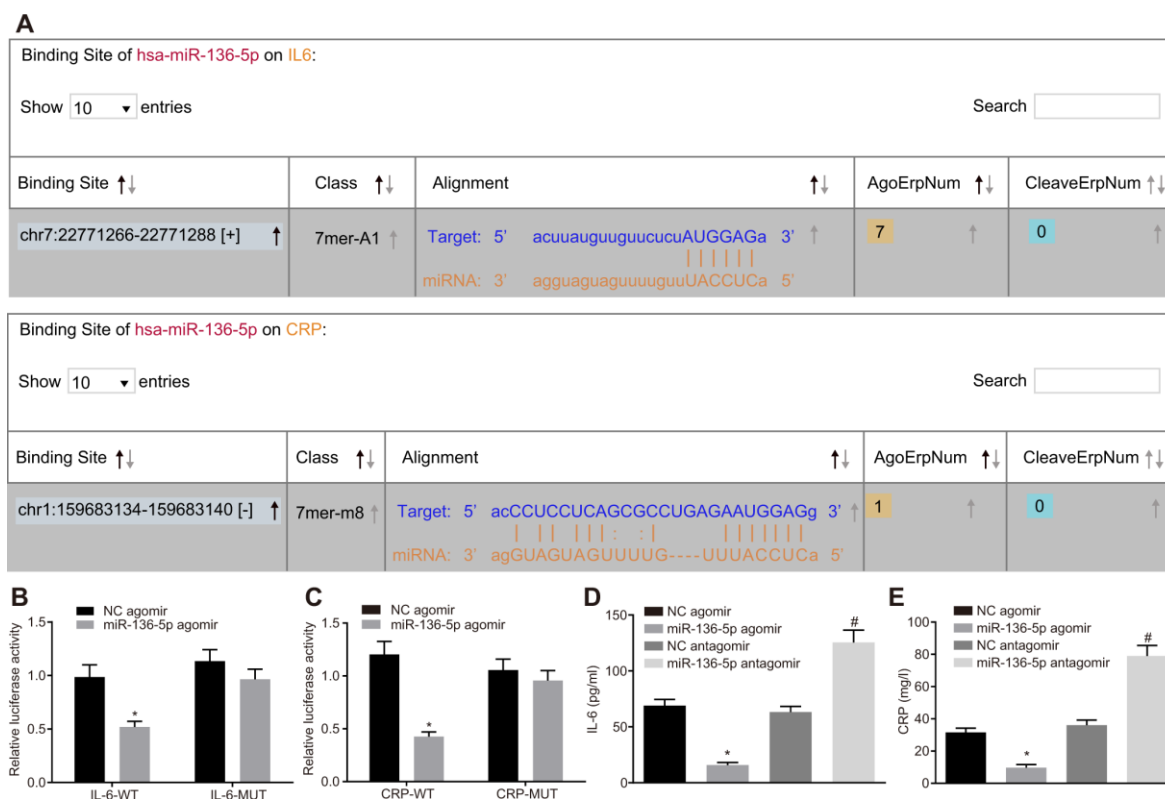 A
Binding Site of hsa-miR-136-5p on IL6:
Show 10 entries Search
Binding Site Class Alignment AgoErpNum CleaveErpNum
chr7:22771266-22771288 [+] 7mer-A1 Target: 5’ acuuauguuguucucuAUGGAGa 3’ 7 0
miRNA: 3’ agguaguaguuuuguuUACCUCa 5’
Binding Site of hsa-miR-136-5p on CRP:
Show 10 entries Search
Binding Site Class Alignment AgoErpNum CleaveErpNum
chr1:159683134-159683140 [-] 7mer-m8 Target: 5’ acCCUCCUCAGCGCCUGAGAAUGGAGg 3’ 1 0
miRNA: 3’ agGUAGUAGUUUUG----UUUACCUCa 5’
B
NC agomir
miR-136-5p agomir
Relative luciferase activity
1.5
1.0
0.5
0.0
*
IL-6-WT IL-6-MUT
C
NC agomir
miR-136-5p agomir
Relative luciferase activity
1.5
1.0
0.5
0.0
*
CRP-WT CRP-MUT
D
NC agomir
miR-136-5p agomir
NC antagomir
miR-136-5p antagomir
IL-6 (pg/ml)
150
100
50
0
*
#
E
NC agomir
miR-136-5p agomir
NC antagomir
miR-136-5p antagomir
CRP (mg/l)
100
80
60
40
20
0
*
#